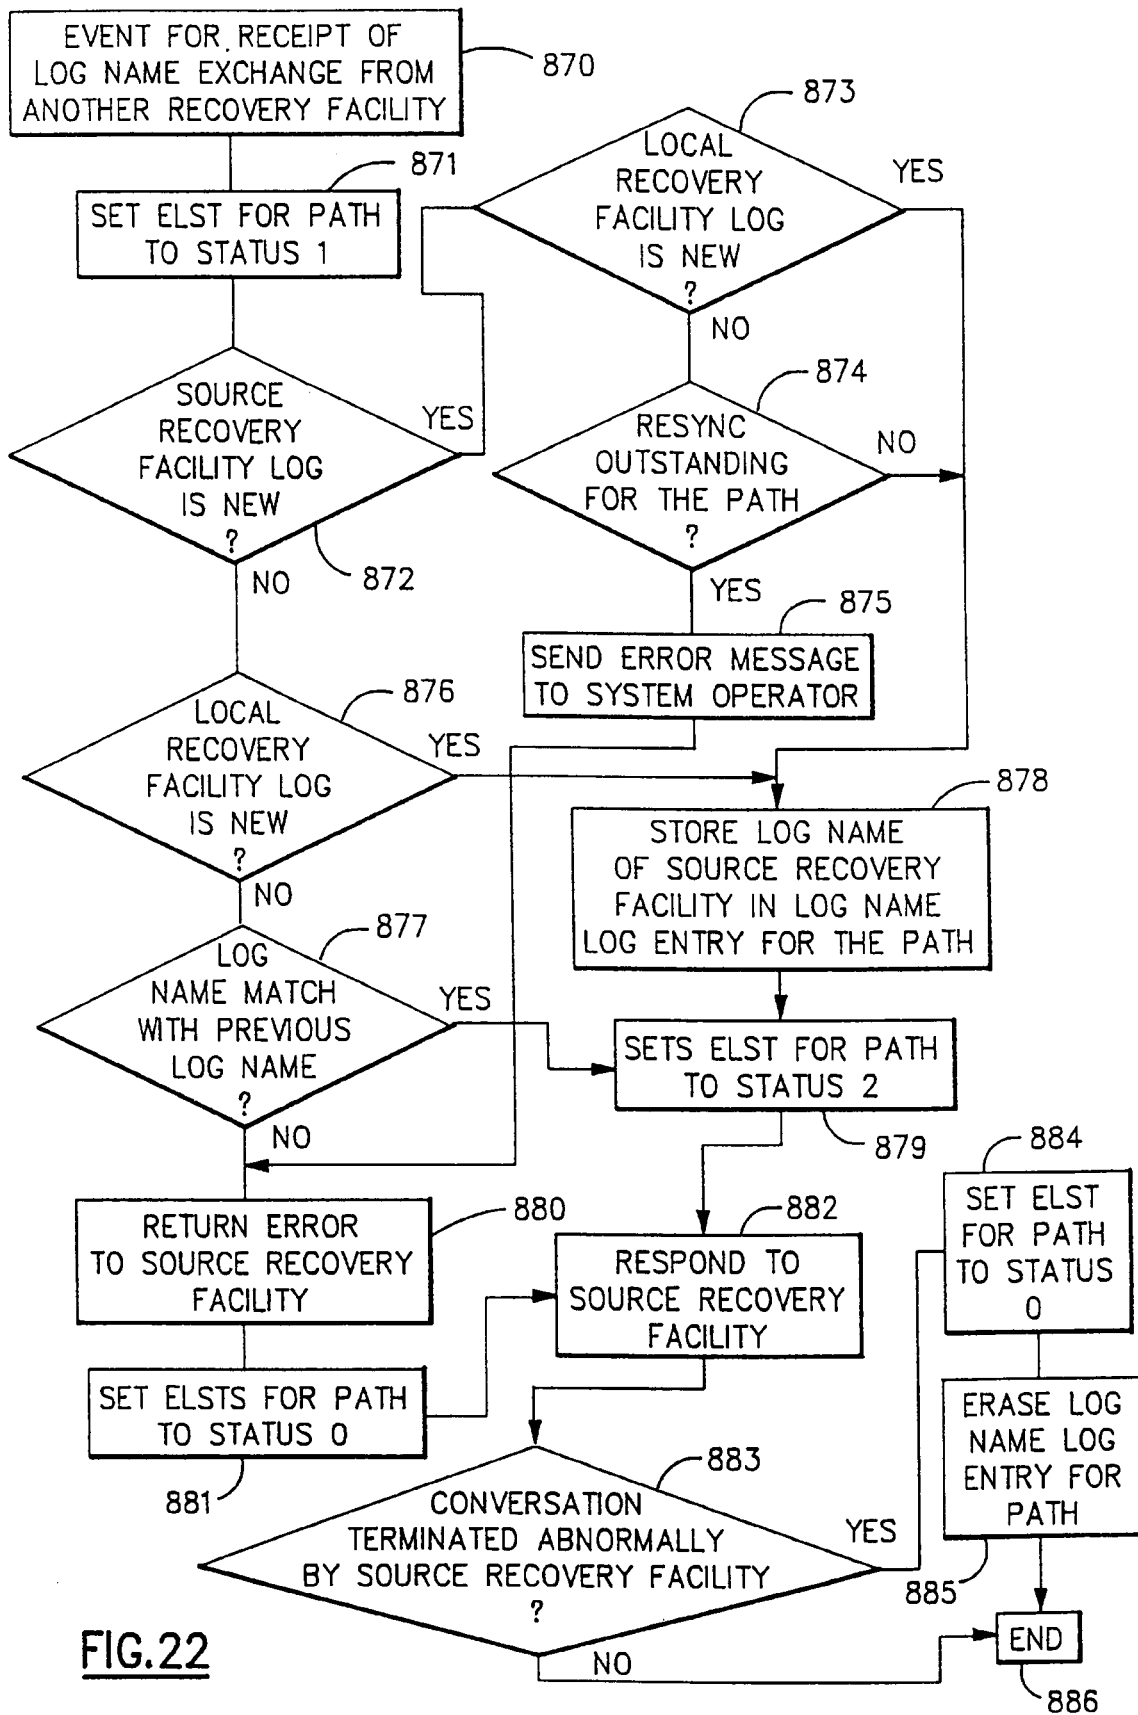 EVENT FOR RECEIPT OF
LOG NAME EXCHANGE FROM
ANOTHER RECOVERY FACILITY
870
871
SET ELST FOR PATH
TO STATUS 1
SOURCE
RECOVERY
FACILITY LOG
IS NEW
?
YES
NO
872
873
LOCAL
RECOVERY
FACILITY LOG
IS NEW
?
YES
NO
874
RESYNC
OUTSTANDING
FOR THE PATH
?
NO
YES
875
SEND ERROR MESSAGE
TO SYSTEM OPERATOR
876
LOCAL
RECOVERY
FACILITY LOG
IS NEW
?
YES
NO
877
LOG
NAME MATCH
WITH PREVIOUS
LOG NAME
?
YES
NO
878
STORE LOG NAME
OF SOURCE RECOVERY
FACILITY IN LOG NAME
LOG ENTRY FOR THE PATH
SETS ELST FOR PATH
TO STATUS 2
879
880
RETURN ERROR
TO SOURCE RECOVERY
FACILITY
SET ELSTS FOR PATH
TO STATUS 0
881
882
RESPOND TO
SOURCE RECOVERY
FACILITY
883
CONVERSATION
TERMINATED ABNORMALLY
BY SOURCE RECOVERY FACILITY
?
YES
NO
884
SET ELST
FOR PATH
TO STATUS
0
ERASE LOG
NAME LOG
ENTRY FOR
PATH
885
END
886
FIG.22